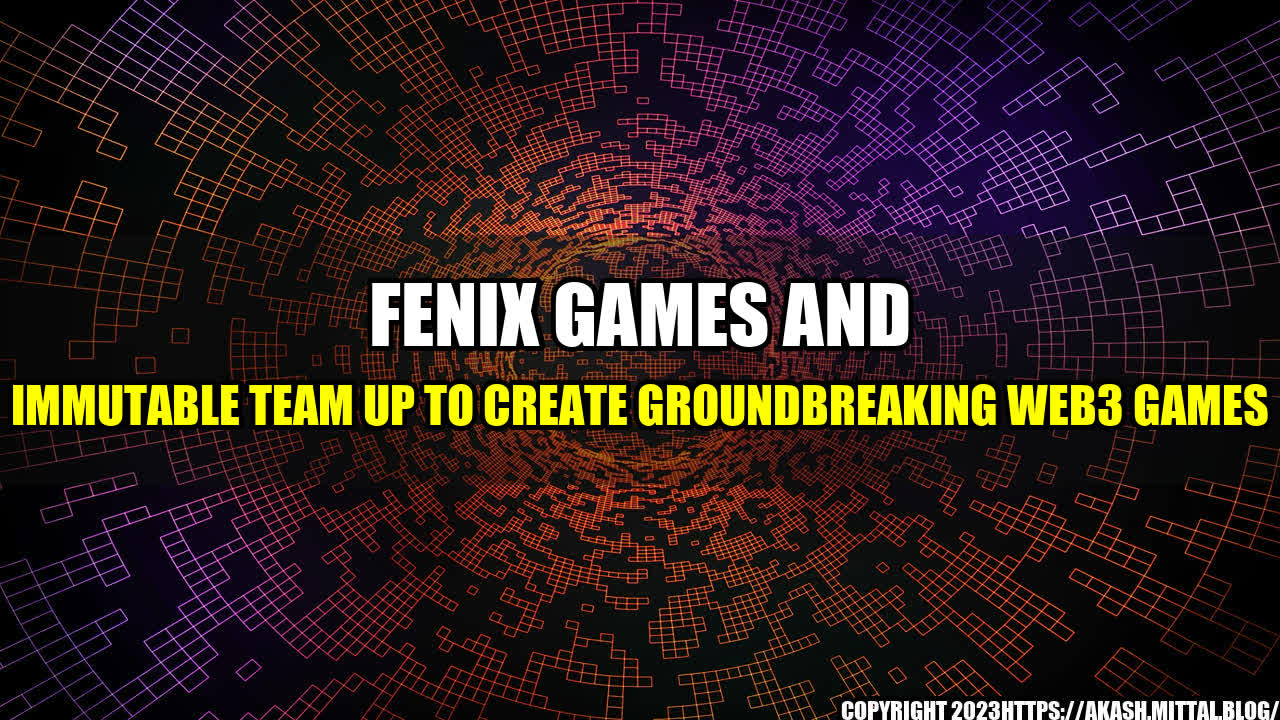 FENIX GAMES AND
IMMUTABLE TEAM UP TO CREATE GROUNDBREAKING WEB3 GAMES
COPYRIGHT 2023HTTPS://AKASH.MITTAL.BLOG/